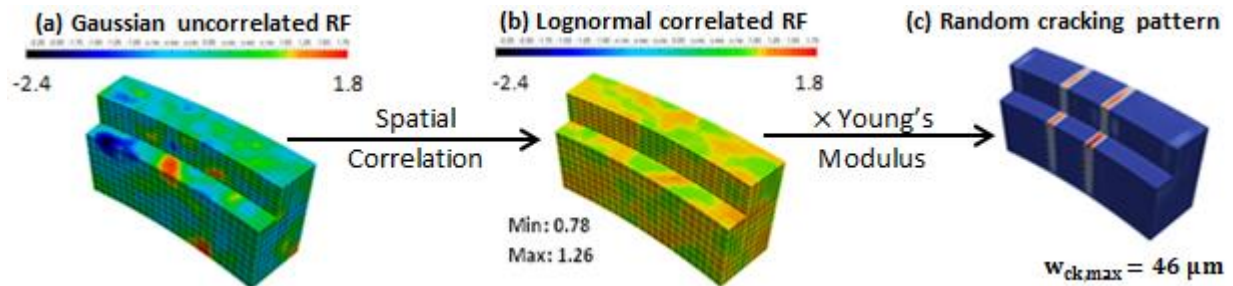 (a) Gaussian uncorrelated RF
(b) Lognormal correlated RF
(c) Random cracking pattern
-2.4
1.8
-2.4
1.8
Spatial
Correlation
× Young's
Modulus
Min: 0.78
Max: 1.26
w_ck,max = 46 μm